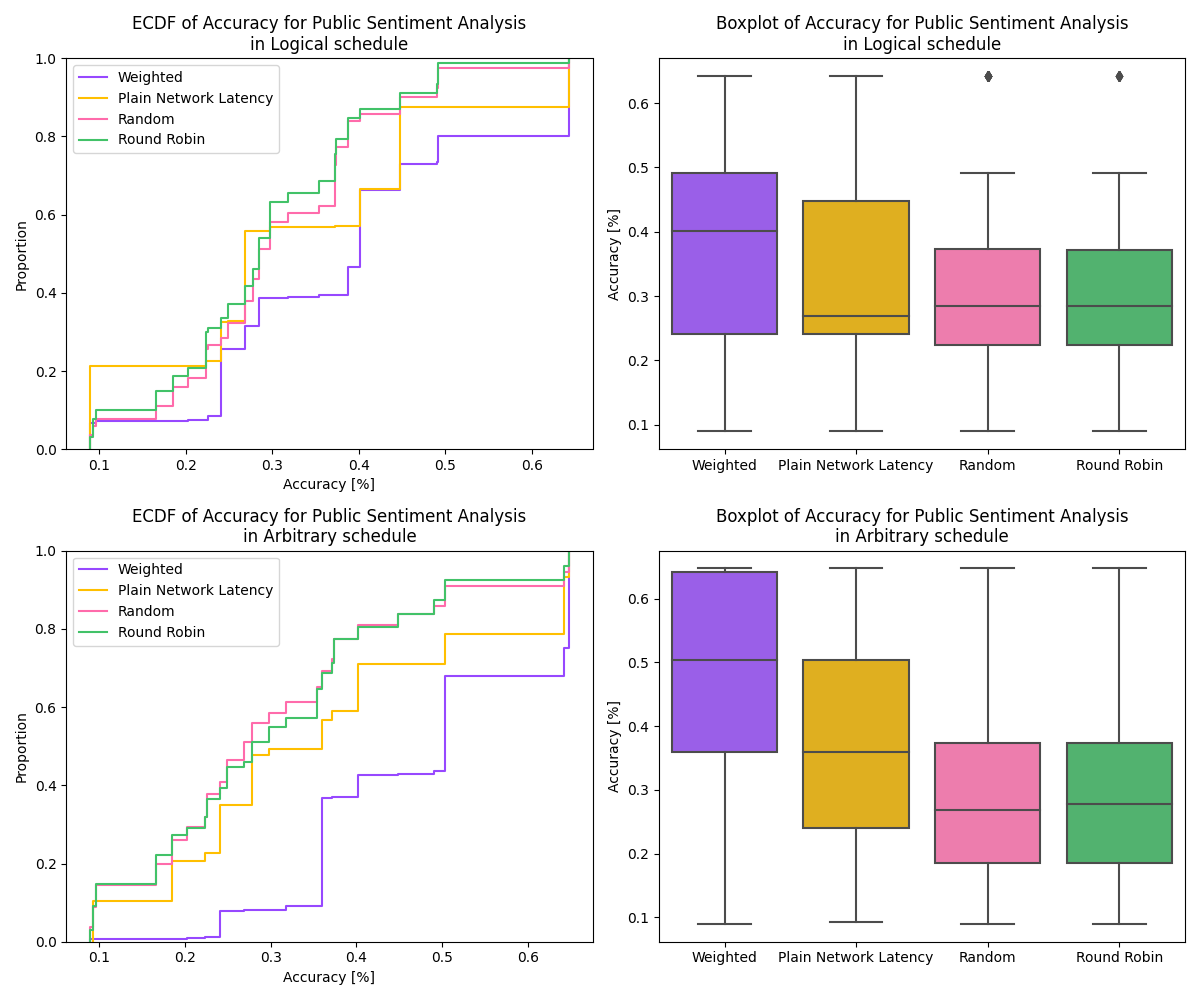 ECDF of Accuracy for Public Sentiment Analysis
in Logical schedule
1.0
0.8
0.6
0.4
0.2
0.0
Proportion
Weighted
Plain Network Latency
Random
Round Robin
0.1 0.2 0.3 0.4 0.5 0.6
Accuracy [%]
Boxplot of Accuracy for Public Sentiment Analysis
in Logical schedule
0.6
0.5
0.4
0.3
0.2
0.1
Accuracy [%]
Weighted Plain Network Latency Random Round Robin
ECDF of Accuracy for Public Sentiment Analysis
in Arbitrary schedule
1.0
0.8
0.6
0.4
0.2
0.0
Proportion
Weighted
Plain Network Latency
Random
Round Robin
0.1 0.2 0.3 0.4 0.5 0.6
Accuracy [%]
Boxplot of Accuracy for Public Sentiment Analysis
in Arbitrary schedule
0.6
0.5
0.4
0.3
0.2
0.1
Accuracy [%]
Weighted Plain Network Latency Random Round Robin